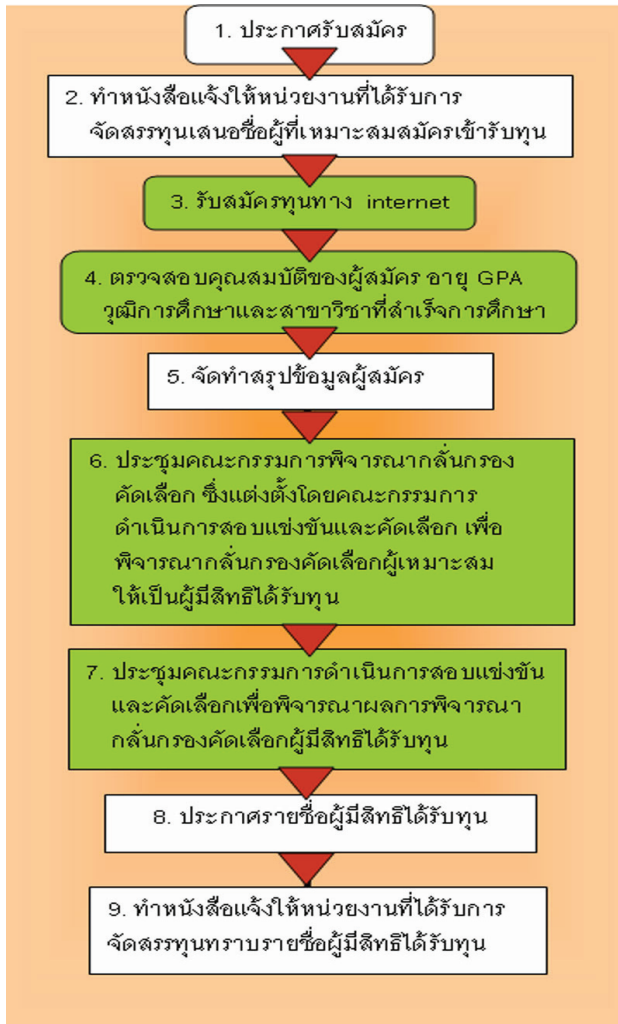 1. ประกาศรับสมัคร
2. ทำหนังสือแจ้งให้หน่วยงานที่ได้รับการ
จัดสรรทุนเสนอชื่อผู้ที่เหมาะสมสมัครเข้ารับทุน
3. รับสมัครทุนทาง internet
4. ตรวจสอบคุณสมบัติของผู้สมัคร อายุ GPA
วุฒิการศึกษาและสาขาวิชาที่สำเร็จการศึกษา
5. จัดทำสรุปข้อมูลผู้สมัคร
6. ประชุมคณะกรรมการพิจารณากลั่นกรอง
คัดเลือก ซึ่งแต่งตั้งโดยคณะกรรมการ
ดำเนินการสอบแข่งขันและคัดเลือก เพื่อ
พิจารณากลั่นกรองคัดเลือกผู้เหมาะสม
ให้เป็นผู้มีสิทธิได้รับทุน
7. ประชุมคณะกรรมการดำเนินการสอบแข่งขัน
และคัดเลือกเพื่อพิจารณาผลการพิจารณา
กลั่นกรองคัดเลือกผู้มีสิทธิได้รับทุน
8. ประกาศรายชื่อผู้มีสิทธิได้รับทุน
9. ทำหนังสือแจ้งให้หน่วยงานที่ได้รับการ
จัดสรรทุนทราบรายชื่อผู้มีสิทธิได้รับทุน